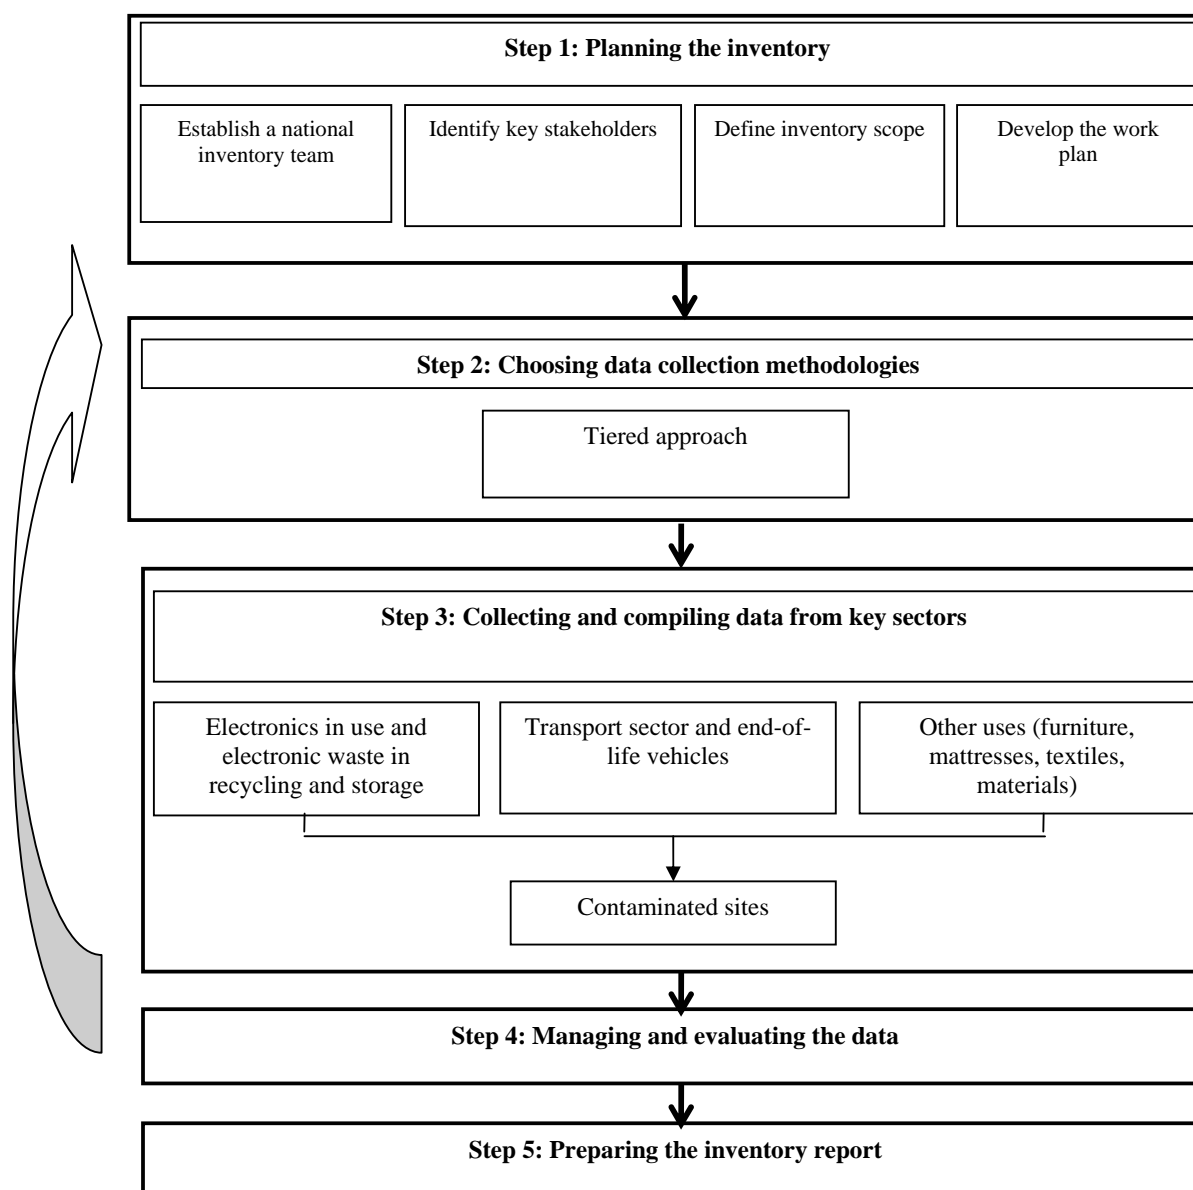 Step 1: Planning the inventory
Establish a national
inventory team
Identify key stakeholders
Define inventory scope
Develop the work
plan
Step 2: Choosing data collection methodologies
Tiered approach
Step 3: Collecting and compiling data from key sectors
Electronics in use and
electronic waste in
recycling and storage
Transport sector and end-of-
life vehicles
Other uses (furniture,
mattresses, textiles,
materials)
Contaminated sites
Step 4: Managing and evaluating the data
Step 5: Preparing the inventory report